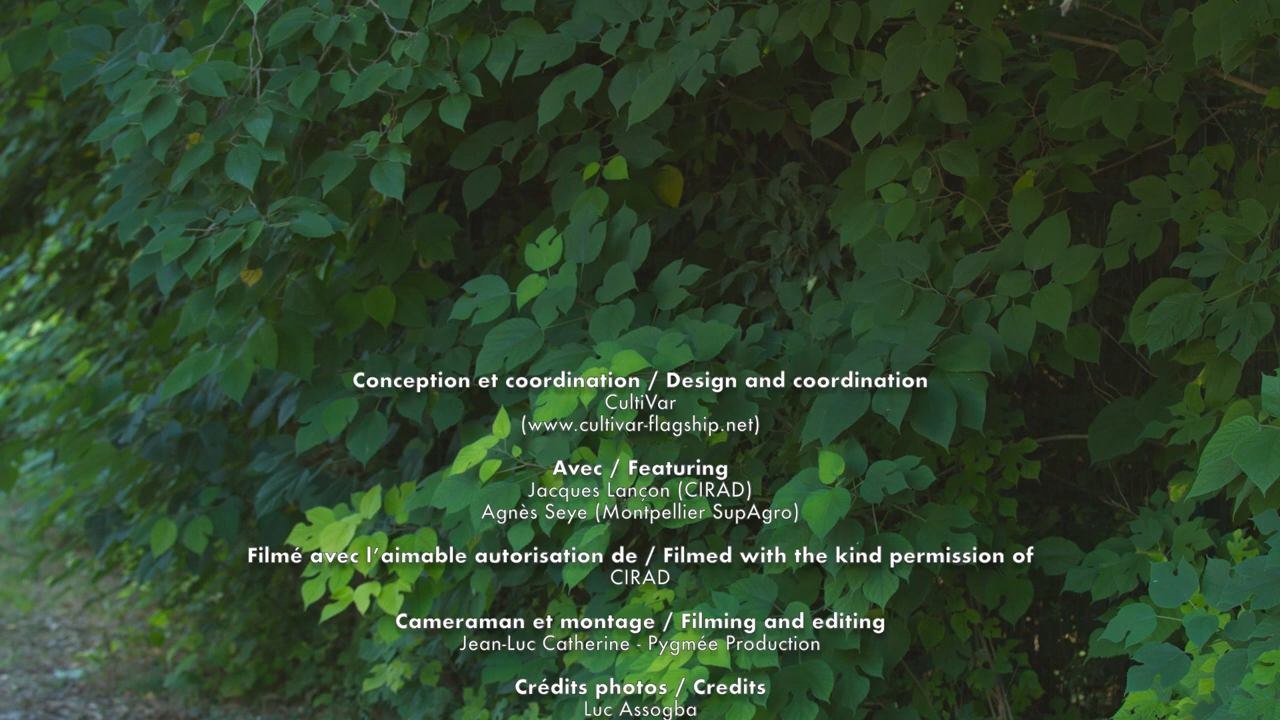 Conception et coordination / Design and coordination
CultiVar
(www.cultivar-flagship.net)
Avec / Featuring
Jacques Lançon (CIRAD)
Agnès Seye (Montpellier SupAgro)
Filmé avec l'aimable autorisation de / Filmed with the kind permission of
CIRAD
Cameraman et montage / Filming and editing
Jean-Luc Catherine - Pygmée Production
Crédits photos / Credits
Luc Assogba